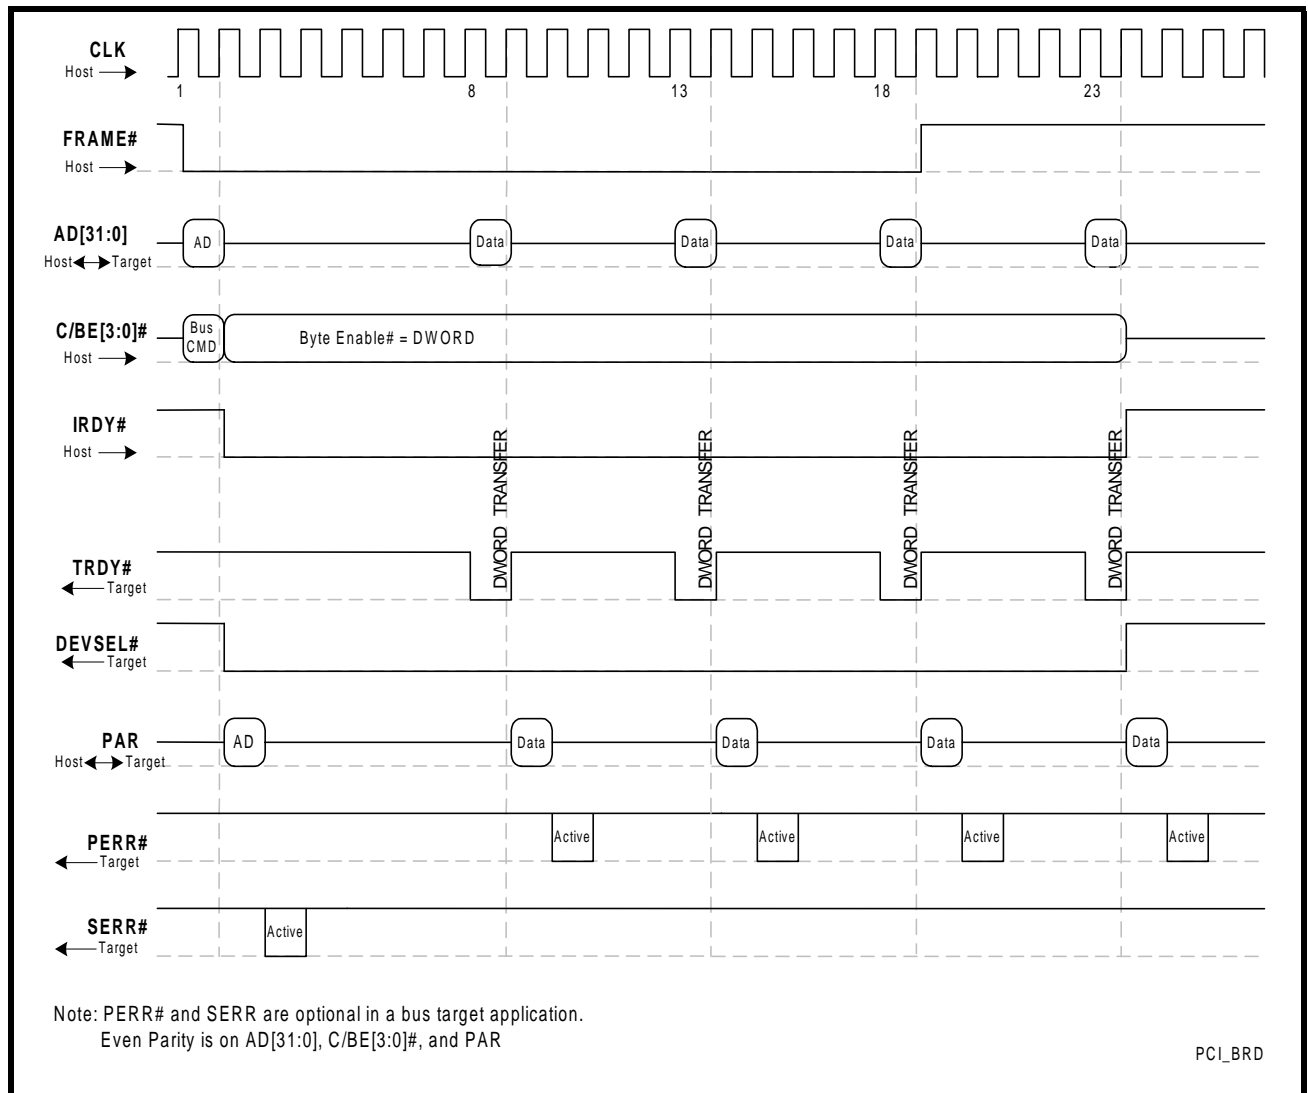 CLK
Host
1 8 13 18 23
FRAME#
Host
AD[31:0]
Host Target
AD Data Data Data Data
C/BE[3:0]#
Host
Bus
CMD
Byte Enable# = DWORD
IRDY#
Host
DWORD TRANSFER
DWORD TRANSFER
DWORD TRANSFER
DWORD TRANSFER
TRDY#
Target
DEVSEL#
Target
PAR
Host Target
AD Data Data Data Data
PERR#
Target
Active Active Active Active
SERR#
Target
Active
Note: PERR# and SERR are optional in a bus target application.
Even Parity is on AD[31:0], C/BE[3:0]#, and PAR
PCI_BRD